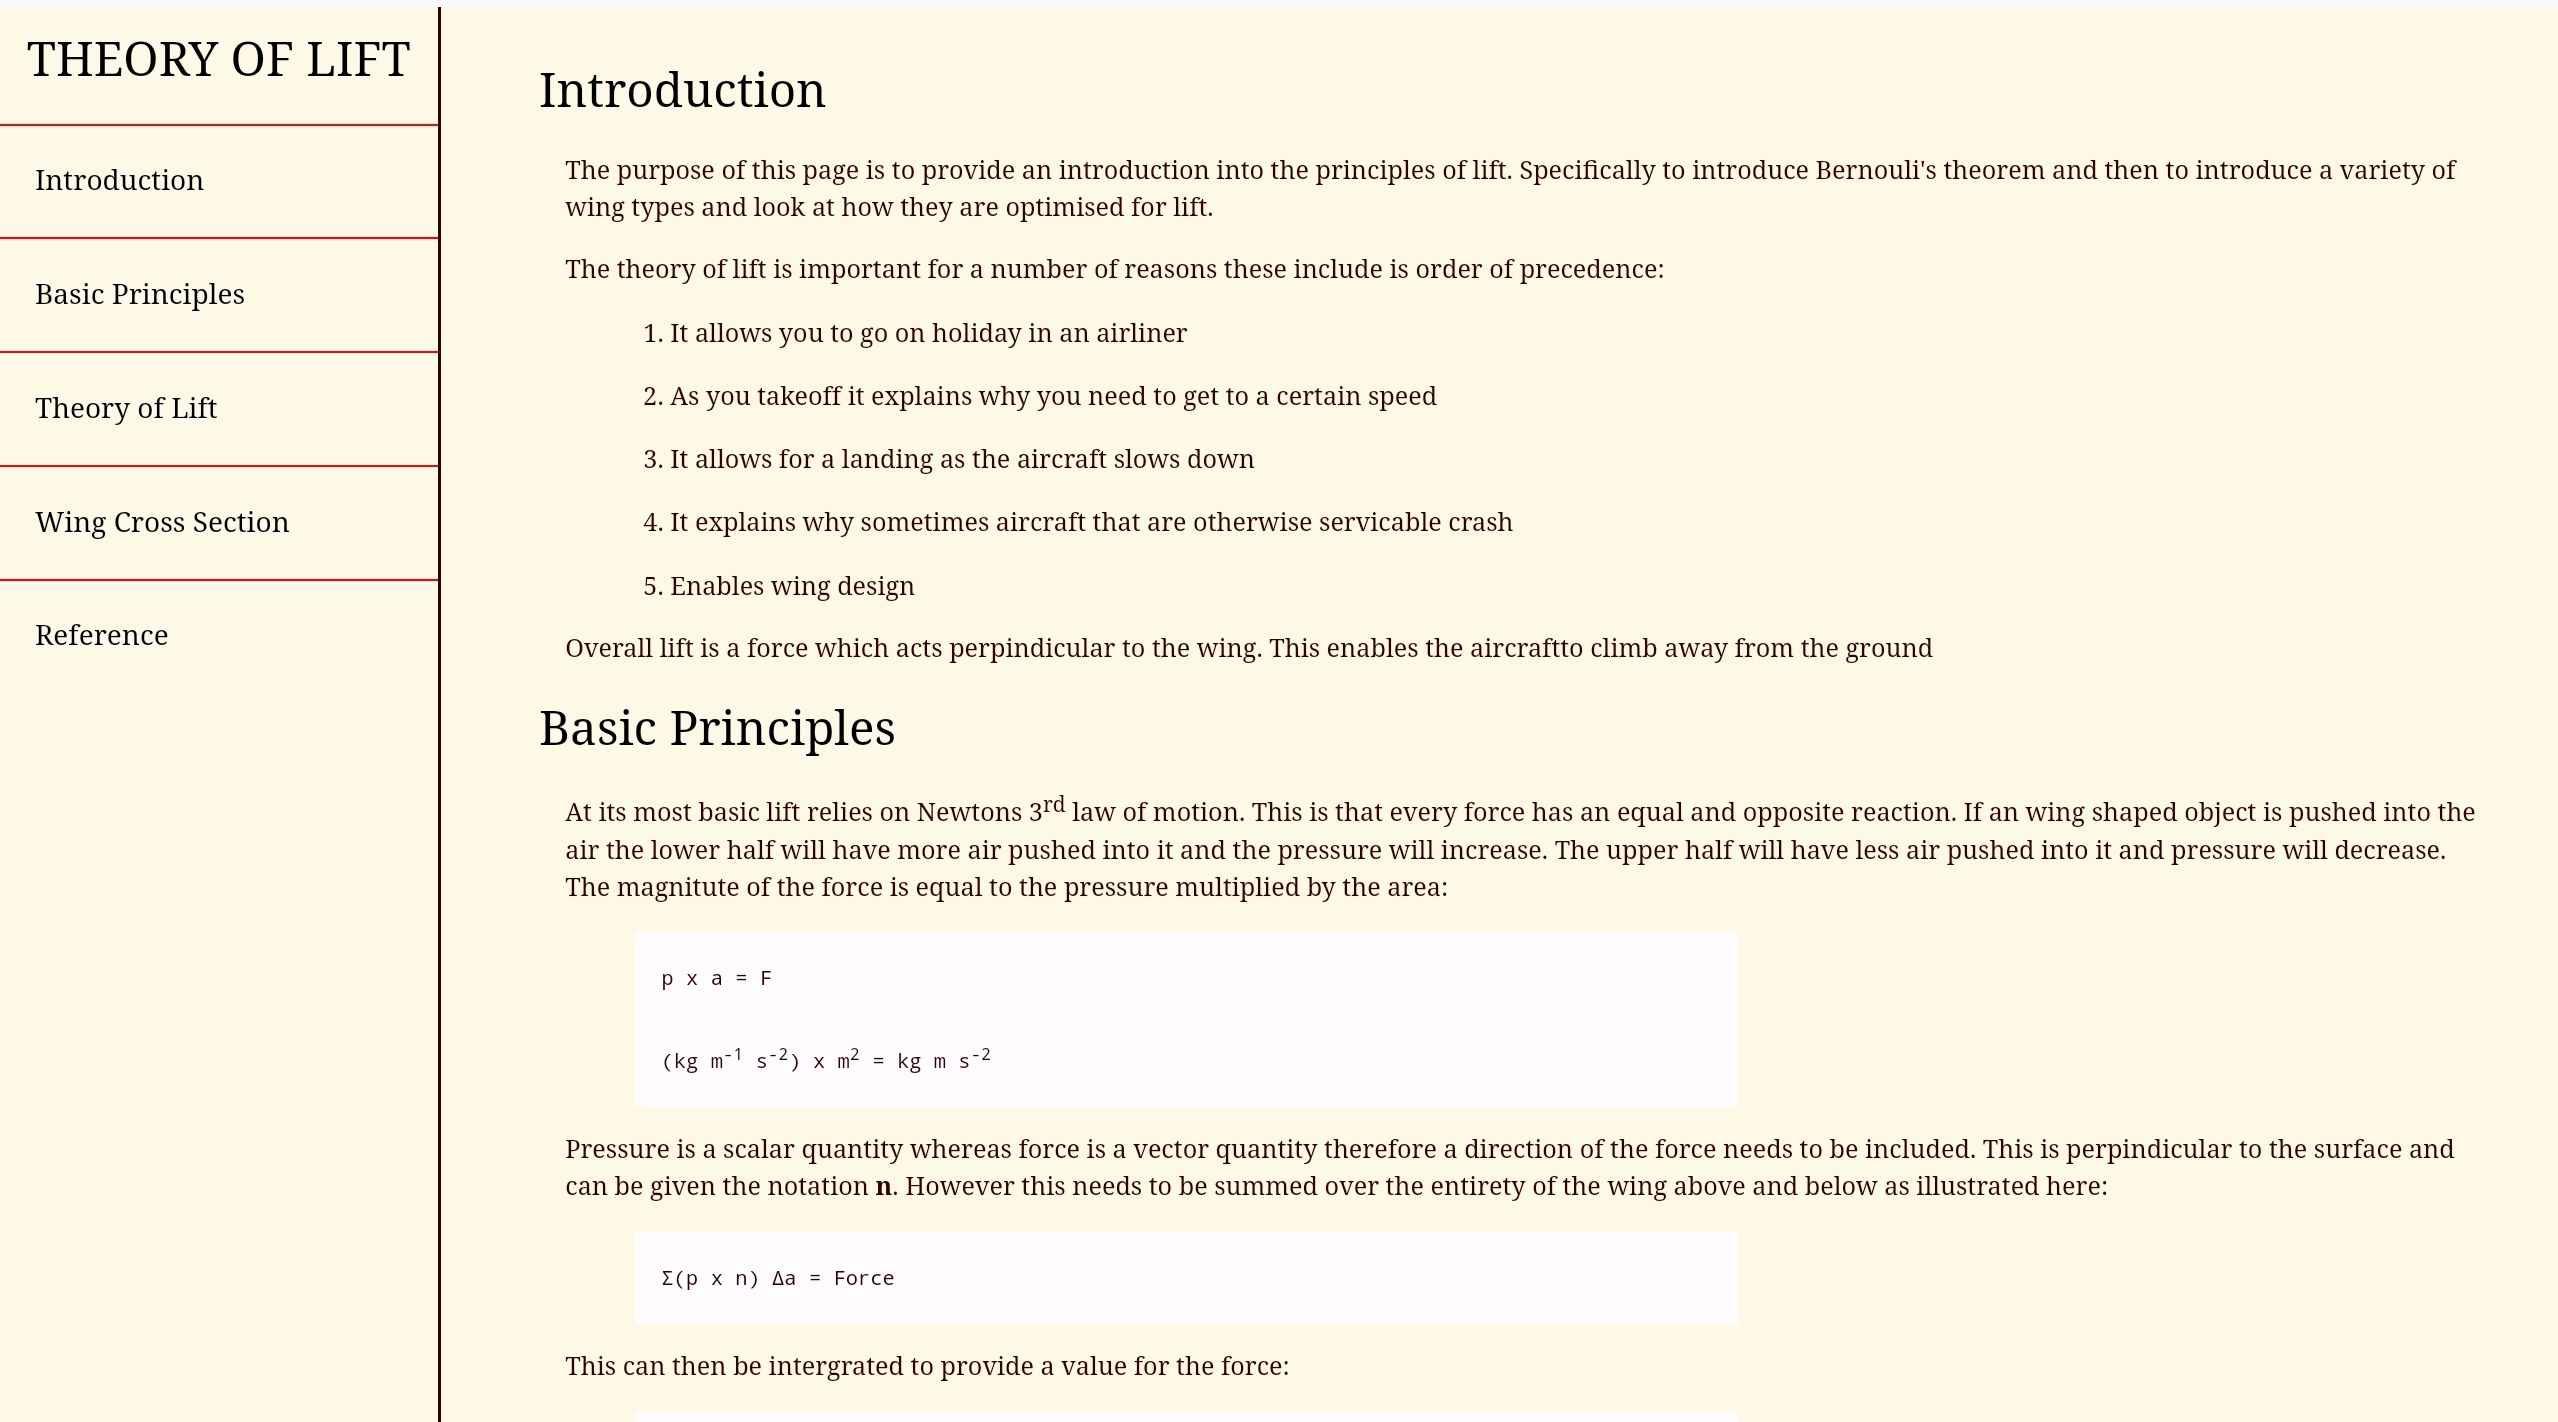 THEORY OF LIFT
Introduction
Basic Principles
Theory of Lift
Wing Cross Section
Reference
Introduction
The purpose of this page is to provide an introduction into the principles of lift. Specifically to introduce Bernouli's theorem and then to introduce a variety of
wing types and look at how they are optimised for lift.
The theory of lift is important for a number of reasons these include is order of precedence:
1. It allows you to go on holiday in an airliner
2. As you takeoff it explains why you need to get to a certain speed
3. It allows for a landing as the aircraft slows down
4. It explains why sometimes aircraft that are otherwise servicable crash
5. Enables wing design
Overall lift is a force which acts perpindicular to the wing. This enables the aircraftto climb away from the ground
Basic Principles
At its most basic lift relies on Newtons 3rd law of motion. This is that every force has an equal and opposite reaction. If an wing shaped object is pushed into the
air the lower half will have more air pushed into it and the pressure will increase. The upper half will have less air pushed into it and pressure will decrease.
The magnitute of the force is equal to the pressure multiplied by the area:
p x a = F
(kg m⁻¹ s⁻²) x m² = kg m s⁻²
Pressure is a scalar quantity whereas force is a vector quantity therefore a direction of the force needs to be included. This is perpindicular to the surface and
can be given the notation n. However this needs to be summed over the entirety of the wing above and below as illustrated here:
Σ(p x n) Δa = Force
This can then be intergrated to provide a value for the force: